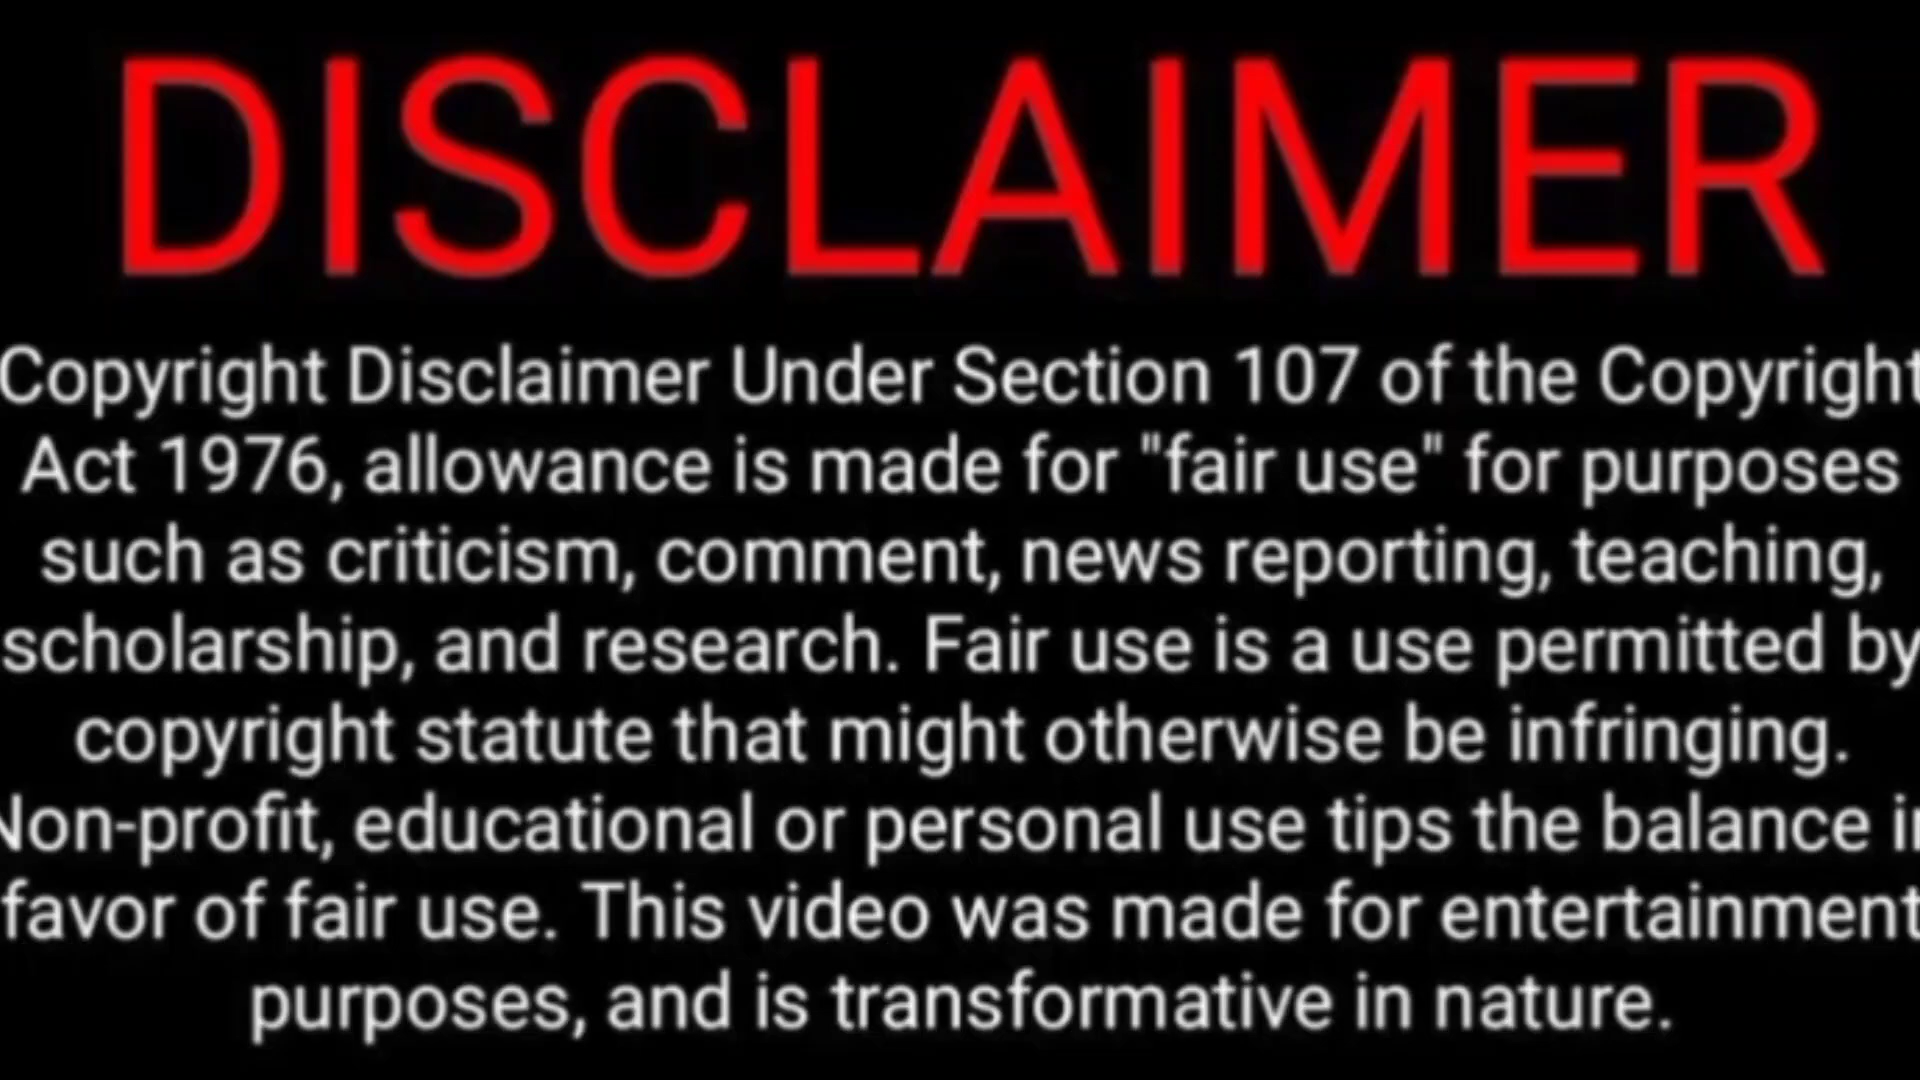 DISCLAIMER
Copyright Disclaimer Under Section 107 of the Copyright
Act 1976, allowance is made for "fair use" for purposes
such as criticism, comment, news reporting, teaching,
scholarship, and research. Fair use is a use permitted by
copyright statute that might otherwise be infringing.
Non-profit, educational or personal use tips the balance in
favor of fair use. This video was made for entertainment
purposes, and is transformative in nature.